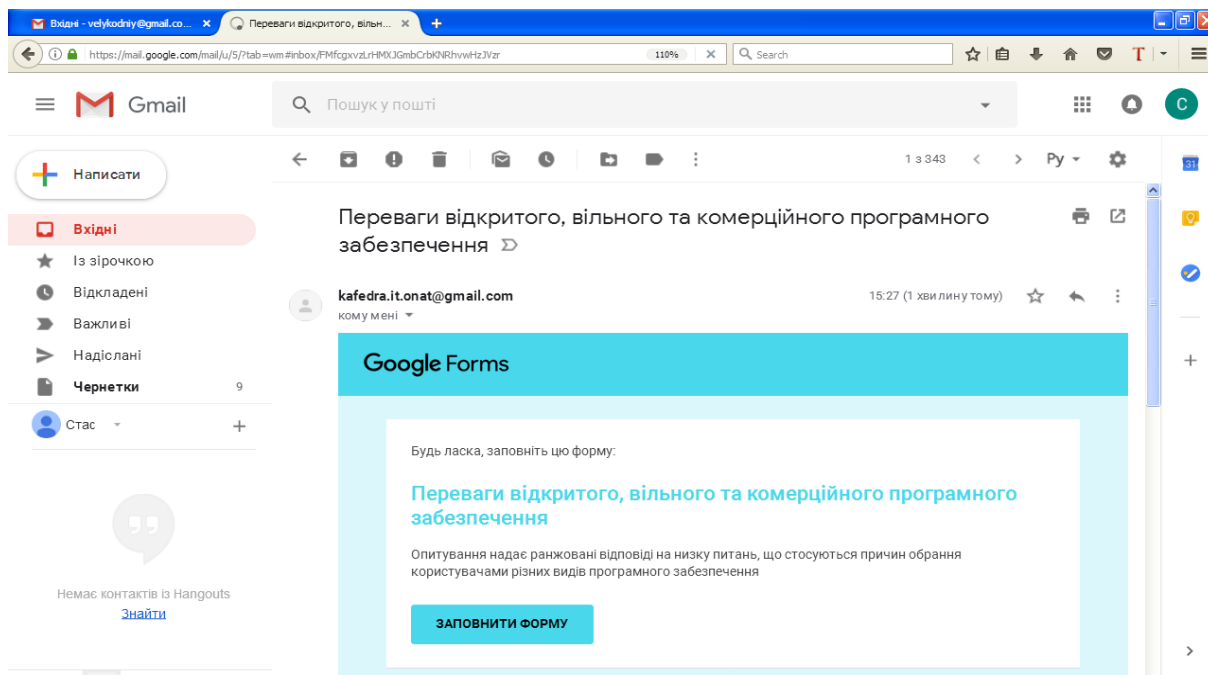 Вхідні - velykodniy@gmail.co...
Переваги відкритого, вільн...
https://mail.google.com/mail/u/5/?tab=wm#inbox/FMfcgxvzLrHMXJGmbCrbKNRhvwHzJVzr
110%
Search
Gmail
Пошук у пошті
С
Написати
1 з 343
Ру
31
Вхідні
Із зірочкою
Відкладені
Важливі
Надіслані
Чернетки 9
Стас
Немає контактів із Hangouts
Знайти
Переваги відкритого, вільного та комерційного програмного
забезпечення
kafedra.it.onat@gmail.com
15:27 (1 хвилину тому)
кому мені
Google Forms
Будь ласка, заповніть цю форму:
Переваги відкритого, вільного та комерційного програмного
забезпечення
Опитування надає ранжовані відповіді на низку питань, що стосуються причин обрання
користувачами різних видів програмного забезпечення
ЗАПОВНИТИ ФОРМУ